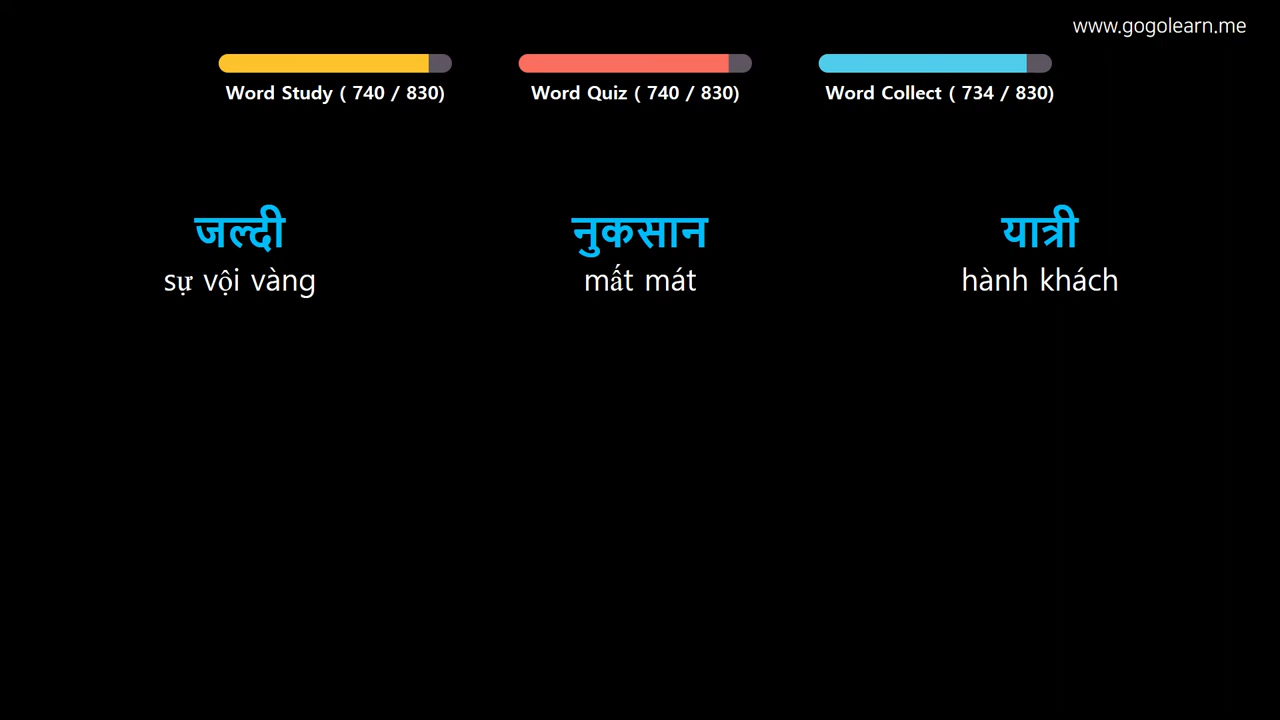 www.gogolearn.me
Word Study ( 740 / 830)
Word Quiz ( 740 / 830)
Word Collect ( 734 / 830)
जल्दी
sự vội vàng
नुकसान
mất mát
यात्री
hành khách